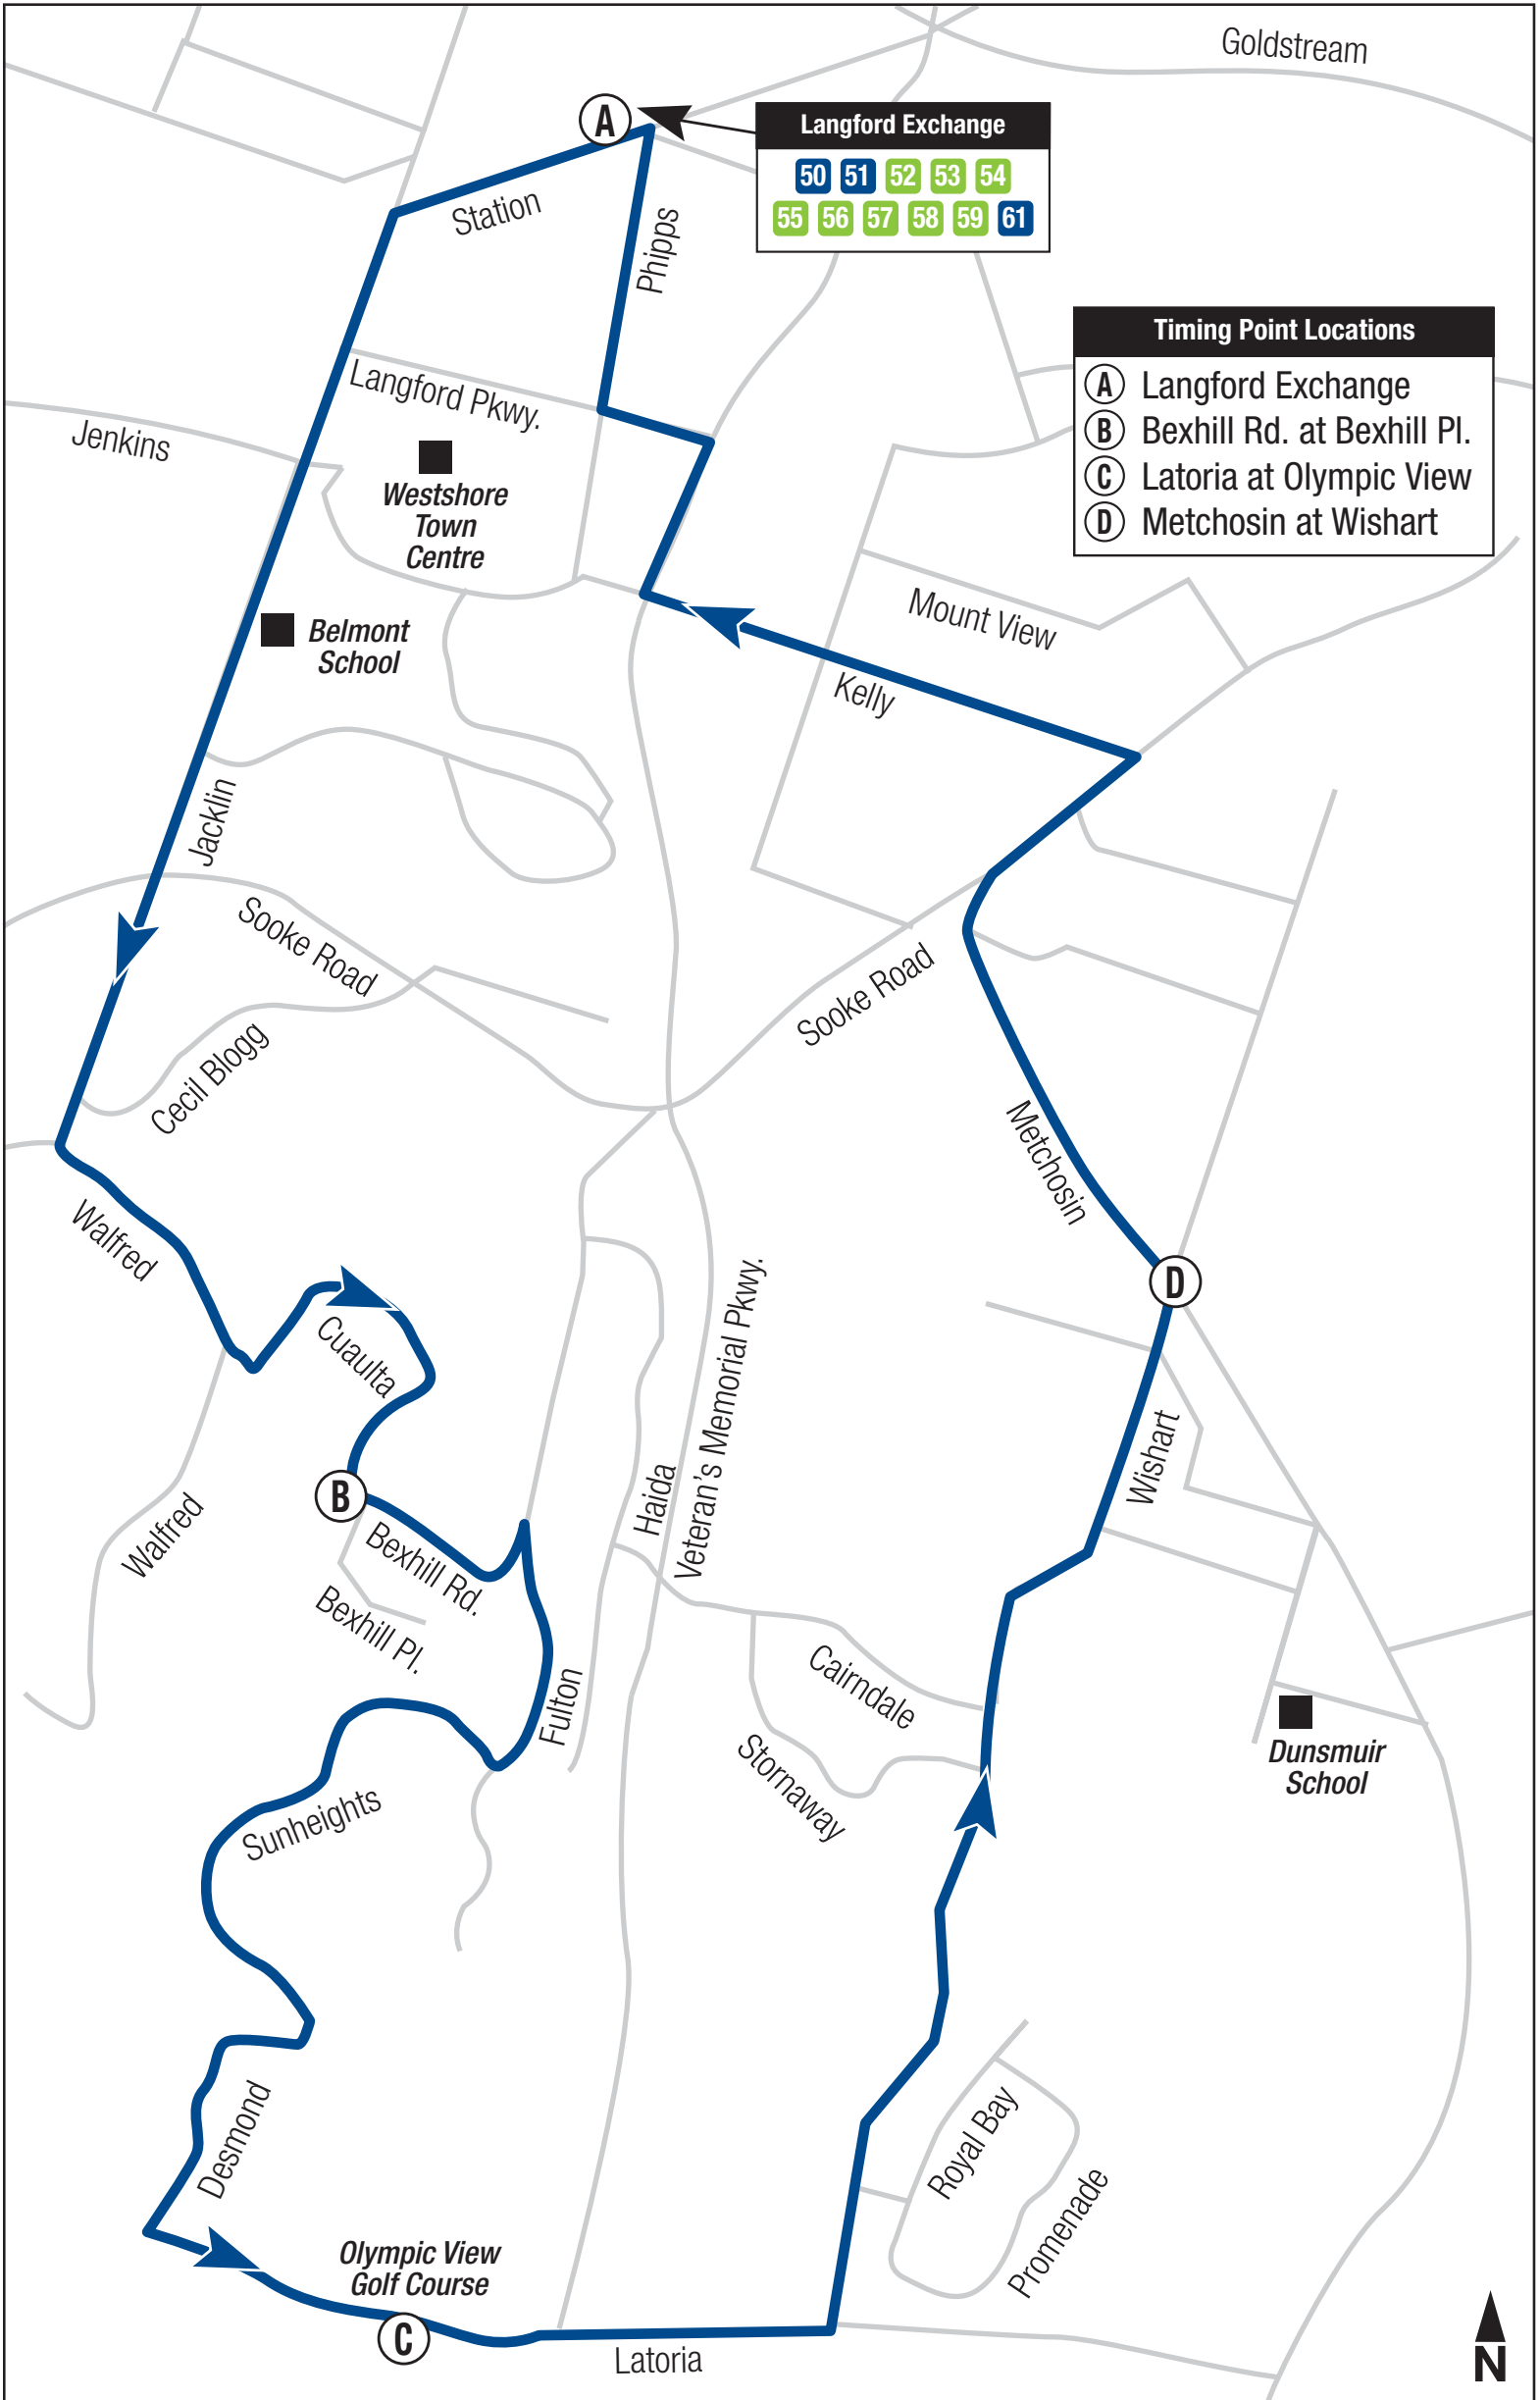 Goldstream
A
Langford Exchange
50 51 52 53 54
55 56 57 58 59 61
Station
Phipps
Timing Point Locations
A Langford Exchange
B Bexhill Rd. at Bexhill Pl.
C Latoria at Olympic View
D Metchosin at Wishart
Langford Pkwy.
Jenkins
Westshore
Town
Centre
Mount View
Belmont
School
Kelly
Jacklin
Sooke Road
Sooke Road
Cecil Blogg
Metchosin
Walfred
D
Cuaulta
Veteran's Memorial Pkwy.
Haida
Wishart
B
Walfred
Bexhill Rd.
Bexhill Pl.
Fulton
Cairndale
Stornaway
Dunsmuir
School
Sunheights
Desmond
Royal Bay
Promenade
Olympic View
Golf Course
C
Latoria
N